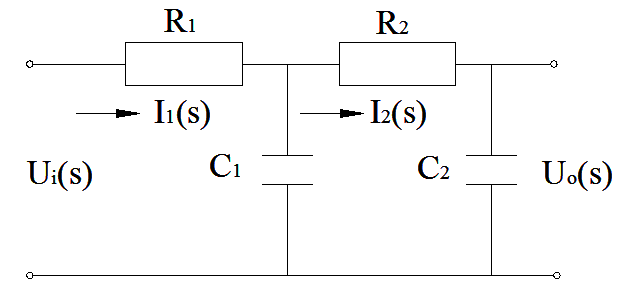 R₁ R₂
I₁(s) I₂(s)
Uᵢ(s) C₁ C₂ Uₒ(s)